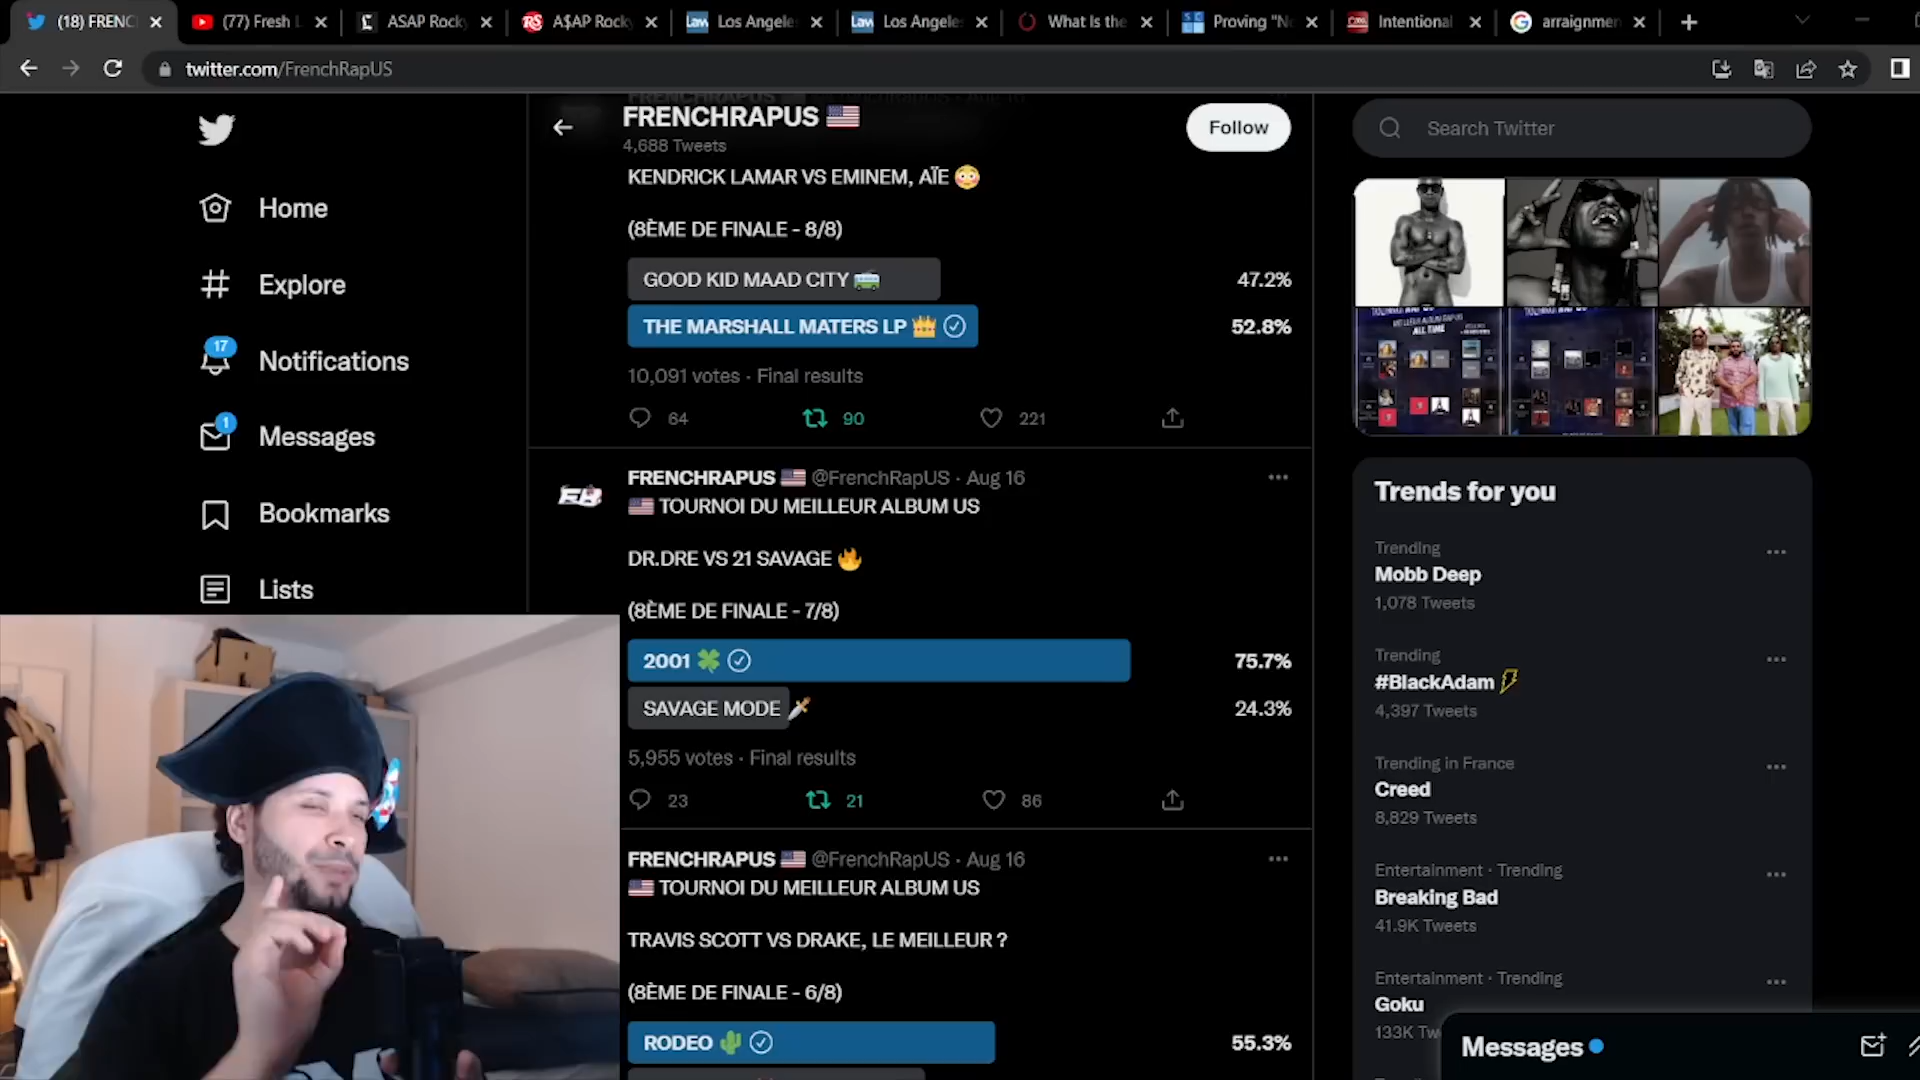 (18) FRENC
(77) Fresh L
ASAP Rock
A$AP Rock
Los Angele
Los Angele
What Is the
Proving "N
Intentional
arraignmen
twitter.com/FrenchRapUS
FRENCHRAPUS 🇺🇸
4,688 Tweets
Follow
Search Twitter
Home
Explore
17
Notifications
1
Messages
Bookmarks
Lists
KENDRICK LAMAR VS EMINEM, AÏE 😳
(8ÈME DE FINALE - 8/8)
GOOD KID MAAD CITY 🚎 47.2%
THE MARSHALL MATERS LP 👑 52.8%
10,091 votes · Final results
64 90 221
FRENCHRAPUS 🇺🇸 @FrenchRapUS · Aug 16
🇺🇸 TOURNOI DU MEILLEUR ALBUM US
DR.DRE VS 21 SAVAGE 🔥
(8ÈME DE FINALE - 7/8)
2001 🍀 75.7%
SAVAGE MODE 🗡️ 24.3%
5,955 votes · Final results
23 21 86
FRENCHRAPUS 🇺🇸 @FrenchRapUS · Aug 16
🇺🇸 TOURNOI DU MEILLEUR ALBUM US
TRAVIS SCOTT VS DRAKE, LE MEILLEUR ?
(8ÈME DE FINALE - 6/8)
RODEO 🌵 55.3%
Trends for you
Trending
Mobb Deep
1,078 Tweets
Trending
#BlackAdam
4,397 Tweets
Trending in France
Creed
8,829 Tweets
Entertainment · Trending
Breaking Bad
41.9K Tweets
Entertainment · Trending
Goku
133K Tw
Messages